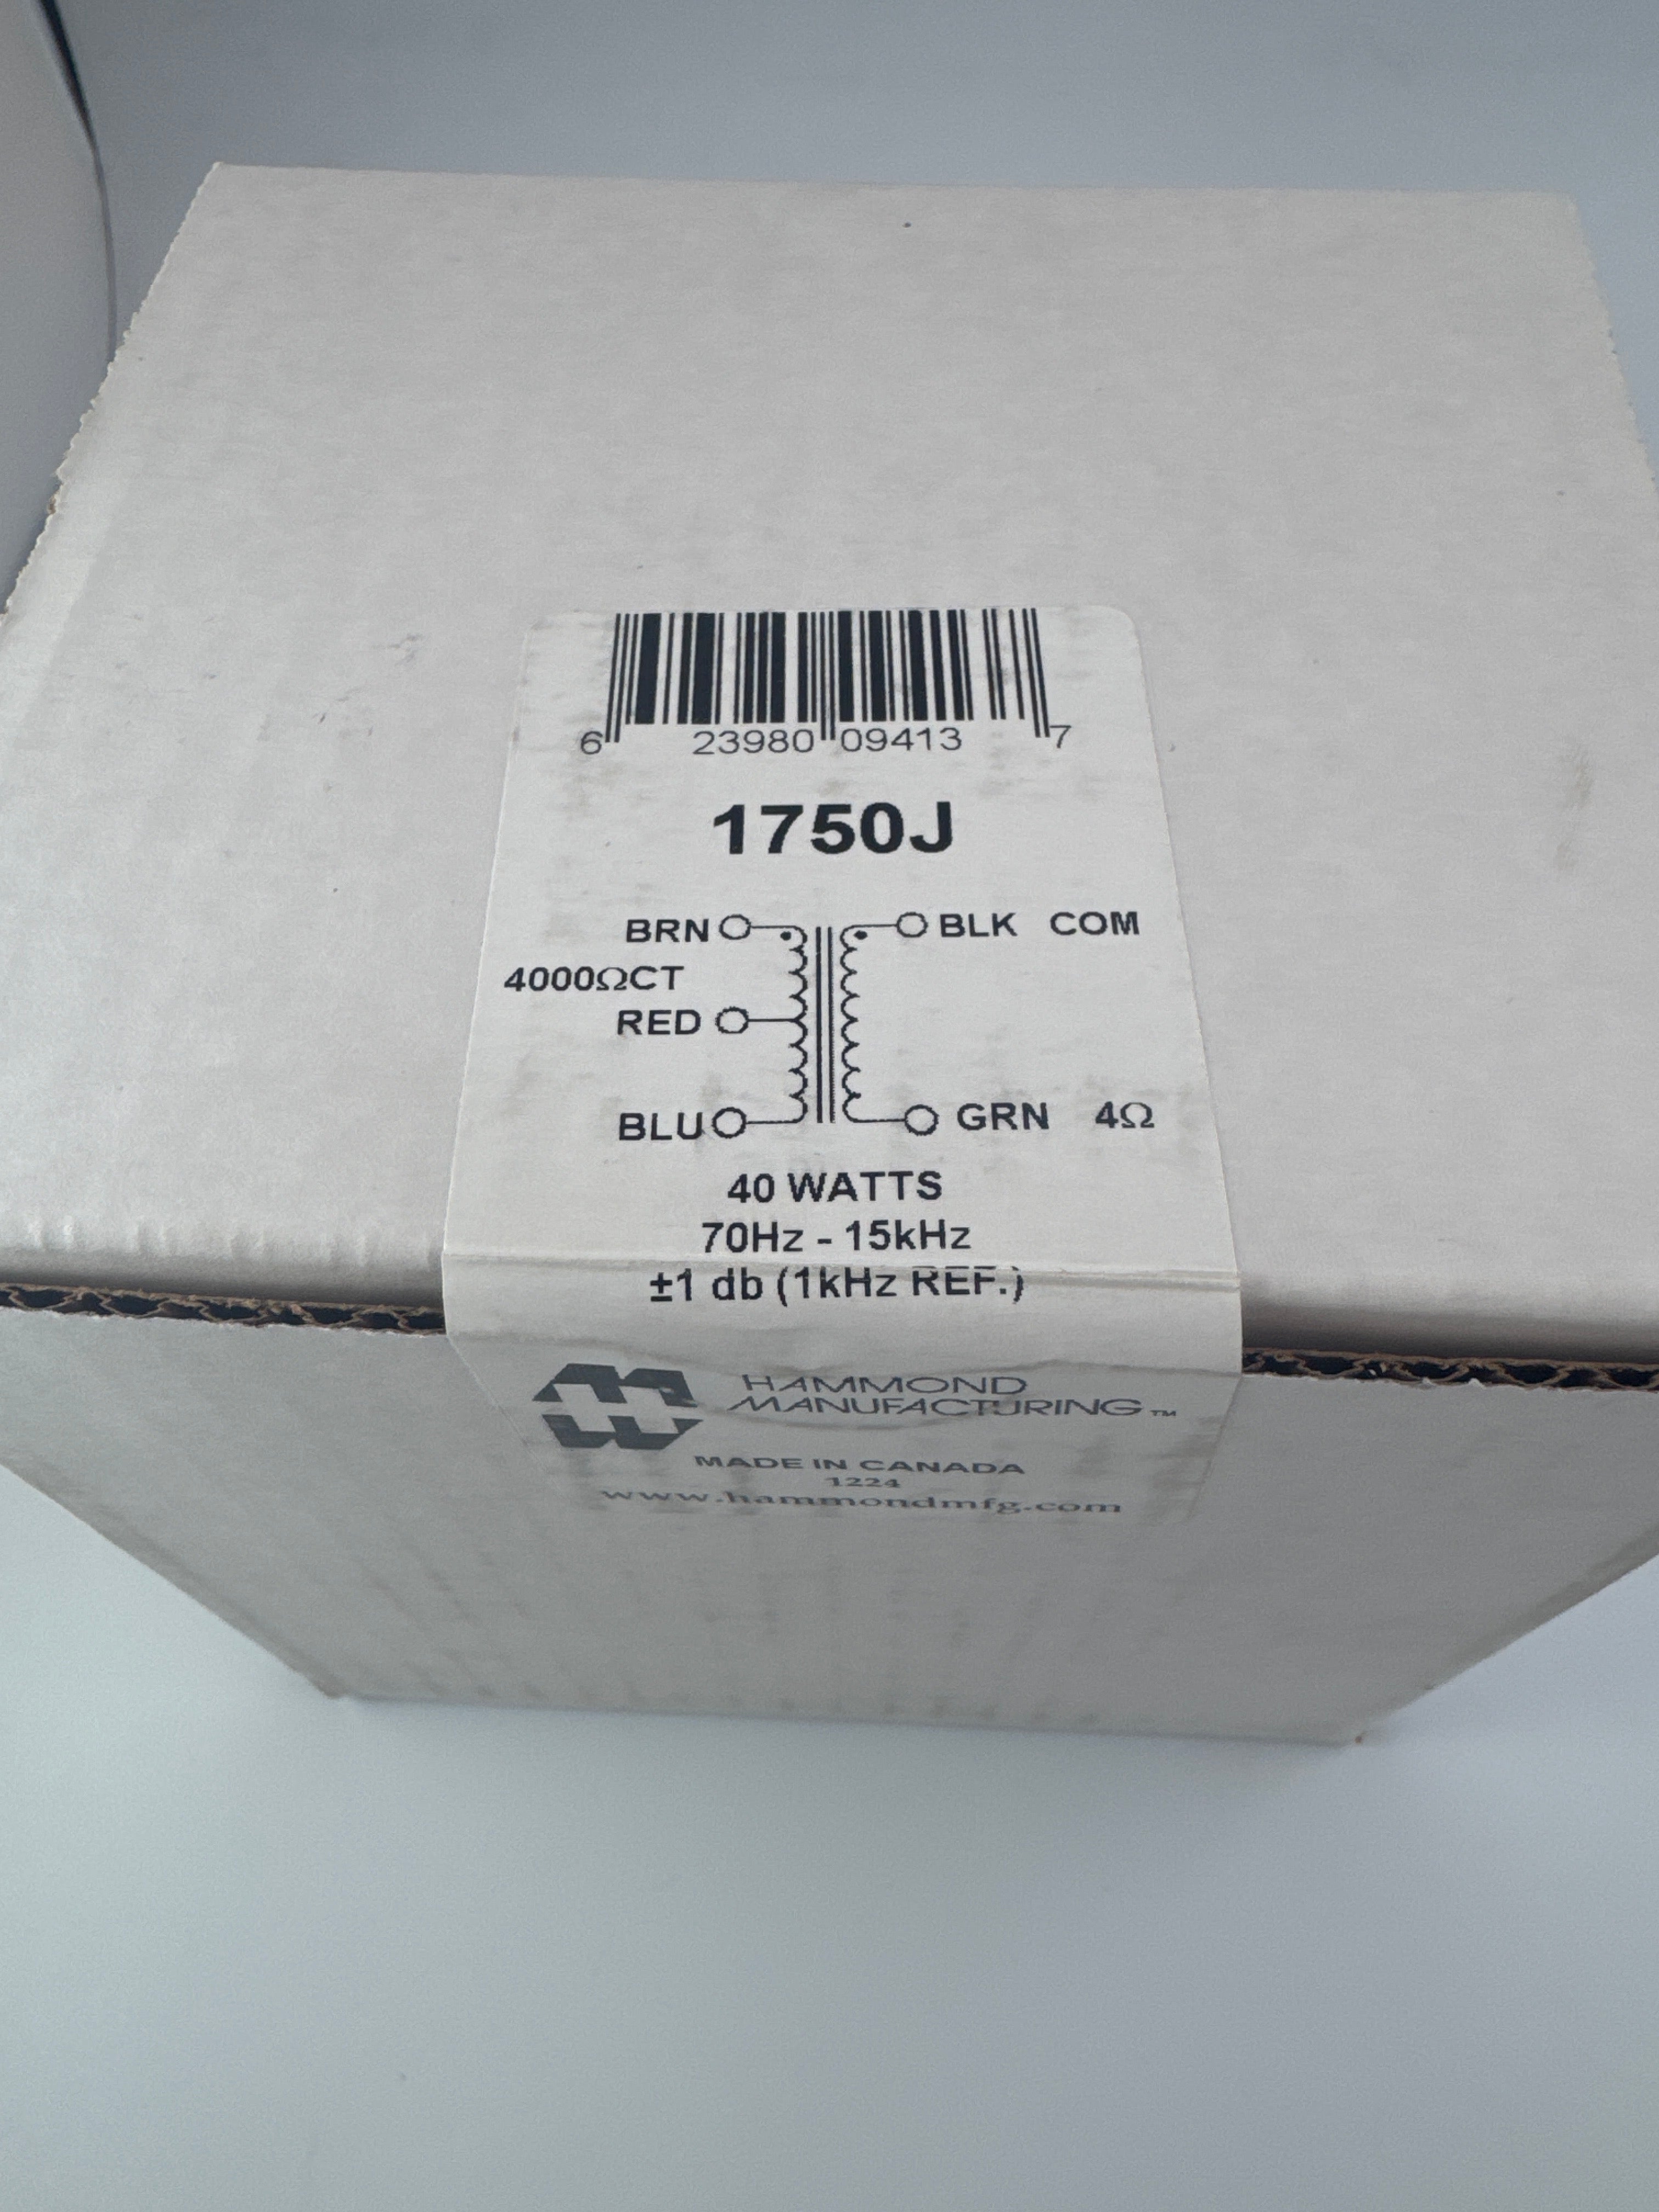 6 23980 09413 7
1750J
BRN BLK COM
4000ΩCT
RED
BLU GRN 4Ω
40 WATTS
70Hz - 15kHz
±1 db (1kHz REF.)
HAMMOND
MANUFACTURING™
MADE IN CANADA
1224
www.hammondmfg.com